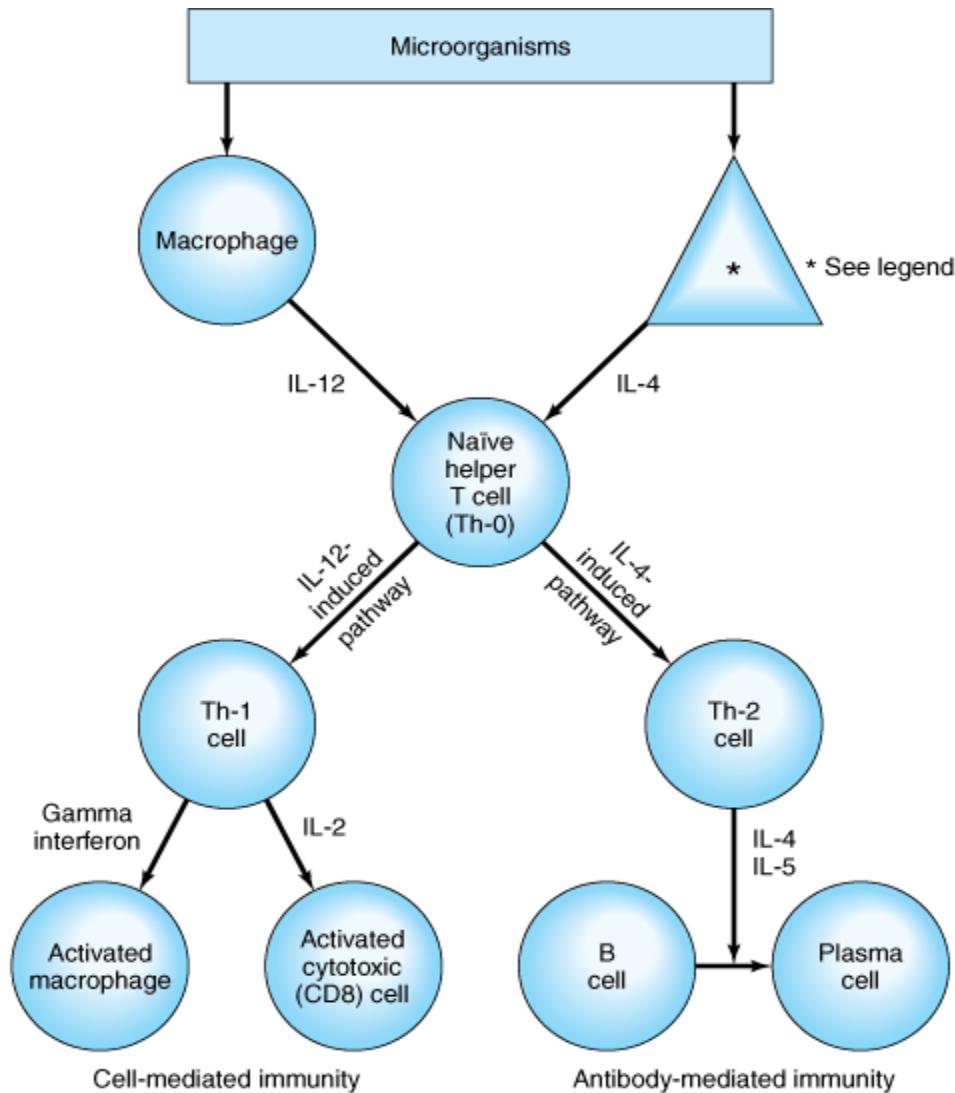 Microorganisms
Macrophage
*
* See legend
IL-12
IL-4
Naïve
helper
T cell
(Th-0)
IL-12-
induced
pathway
IL-4-
induced
pathway
Th-1
cell
Th-2
cell
Gamma
interferon
IL-2
IL-4
IL-5
Activated
macrophage
Activated
cytotoxic
(CD8) cell
B
cell
Plasma
cell
Cell-mediated immunity
Antibody-mediated immunity